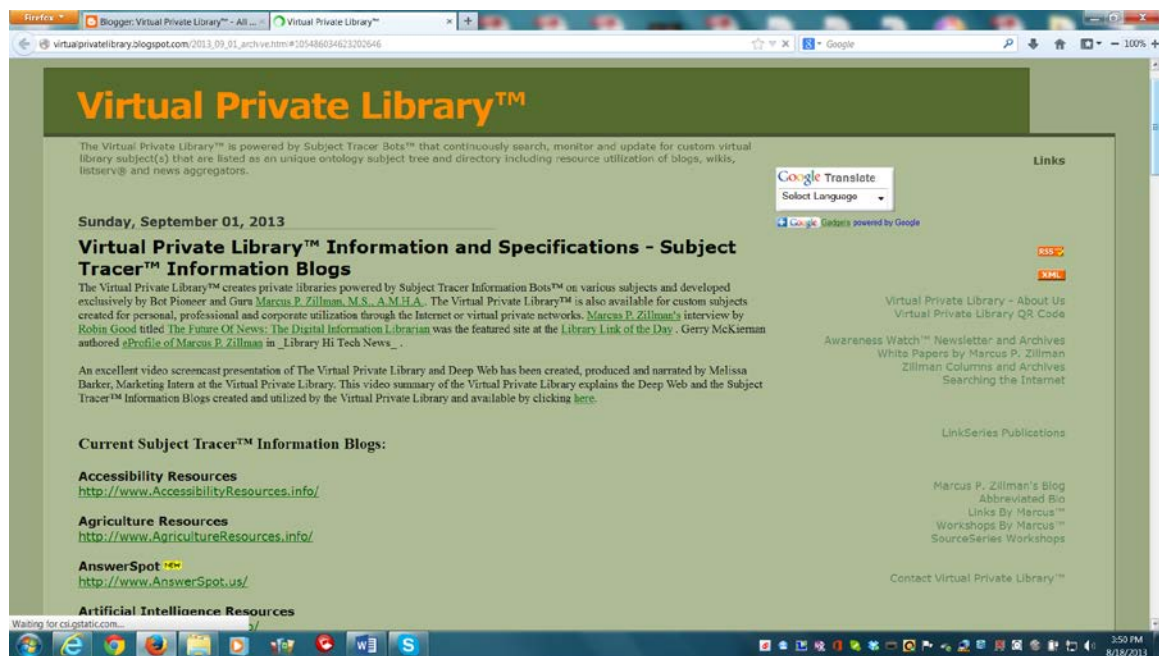 Firefox
Blogger: Virtual Private Library™ - All ...
Virtual Private Library™
virtualprivatelibrary.blogspot.com/2013_09_01_archive.html#105486034623202646
Google
100%
Virtual Private Library™
The Virtual Private Library™ is powered by Subject Tracer Bots™ that continuously search, monitor and update for custom virtual
library subject(s) that are listed as an unique ontology subject tree and directory including resource utilization of blogs, wikis,
listserv® and news aggregators.
Sunday, September 01, 2013
Virtual Private Library™ Information and Specifications - Subject
Tracer™ Information Blogs
The Virtual Private Library™ creates private libraries powered by Subject Tracer Information Bots™ on various subjects and developed
exclusively by Bot Pioneer and Guru Marcus P. Zillman, M.S., A.M.H.A.. The Virtual Private Library™ is also available for custom subjects
created for personal, professional and corporate utilization through the Internet or virtual private networks. Marcus P. Zillman's interview by
Robin Good titled The Future Of News: The Digital Information Librarian was the featured site at the Library Link of the Day . Gerry McKiernan
authored eProfile of Marcus P. Zillman in _Library Hi Tech News_ .
An excellent video screencast presentation of The Virtual Private Library and Deep Web has been created, produced and narrated by Melissa
Barker, Marketing Intern at the Virtual Private Library. This video summary of the Virtual Private Library explains the Deep Web and the Subject
Tracer™ Information Blogs created and utilized by the Virtual Private Library and available by clicking here.
Current Subject Tracer™ Information Blogs:
Accessibility Resources
http://www.AccessibilityResources.info/
Agriculture Resources
http://www.AgricultureResources.info/
AnswerSpot NEW
http://www.AnswerSpot.us/
Artificial Intelligence Resources
Links
Google Translate
Select Language
Google Gadgets powered by Google
RSS
XML
Virtual Private Library - About Us
Virtual Private Library QR Code
Awareness Watch™ Newsletter and Archives
White Papers by Marcus P. Zillman
Zillman Columns and Archives
Searching the Internet
LinkSeries Publications
Marcus P. Zillman's Blog
Abbreviated Bio
Links By Marcus™
Workshops By Marcus™
SourceSeries Workshops
Contact Virtual Private Library™
Waiting for csi.gstatic.com...
3:50 PM
8/18/2013